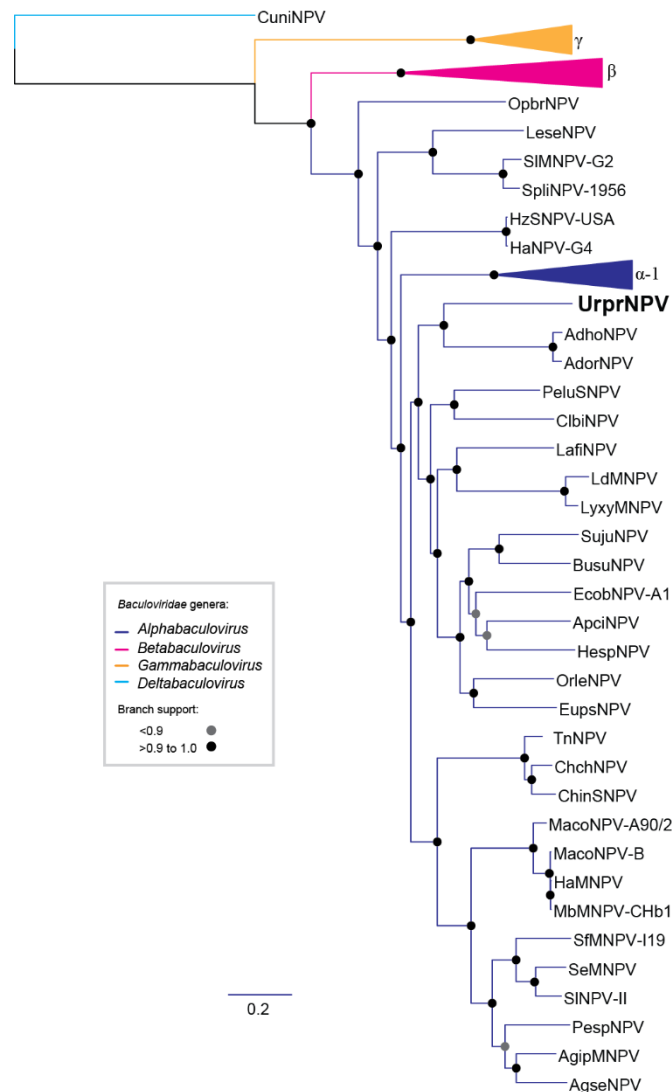 CuniNPV
γ
β
OpbrNPV
LeseNPV
SlMNPV-G2
SpliNPV-1956
HzSNPV-USA
HaNPV-G4
α-1
UrprNPV
AdhoNPV
AdorNPV
PeluSNPV
ClbiNPV
LafiNPV
LdMNPV
LyxyMNPV
SujuNPV
BusuNPV
EcobNPV-A1
ApciNPV
HespNPV
OrleNPV
EupsNPV
TnNPV
ChchNPV
ChinSNPV
MacoNPV-A90/2
MacoNPV-B
HaMNPV
MbMNPV-CHb1
SfMNPV-I19
SeMNPV
SlNPV-II
PespNPV
AgipMNPV
AgseNPV
Baculoviridae genera:
Alphabaculovirus
Betabaculovirus
Gammabaculovirus
Deltabaculovirus
Branch support:
<0.9
>0.9 to 1.0
0.2